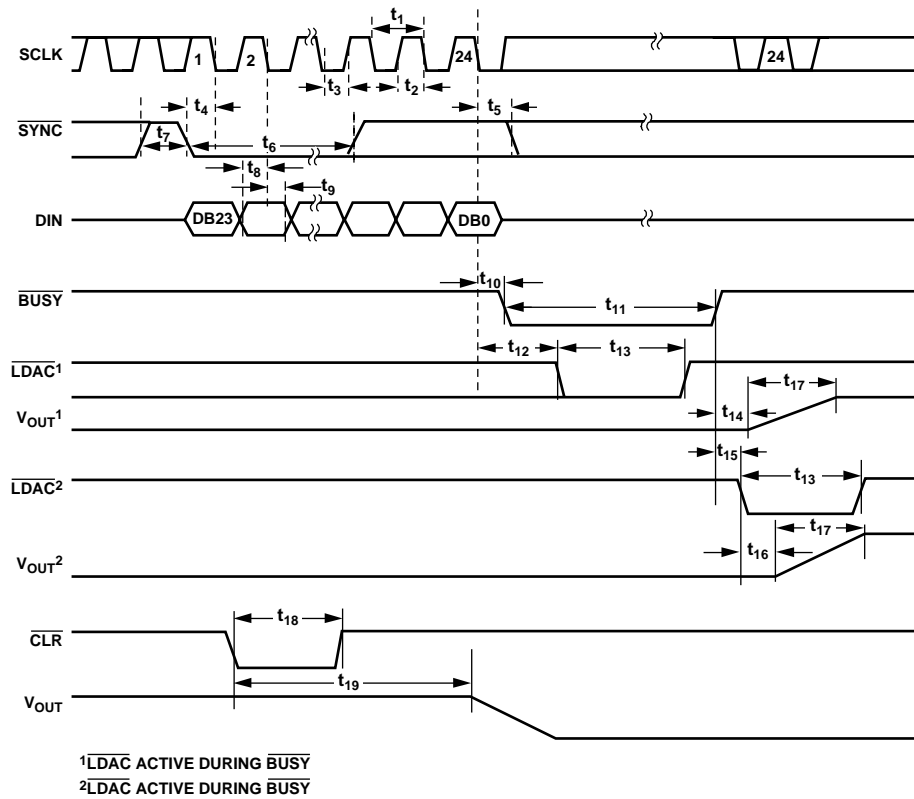 t1
SCLK 1 2 24 24
t3 t2
t4 t5
SYNC
t7 t6
t8
t9
DIN DB23 DB0
t10
BUSY t11
t12 t13
LDAC1
t17
VOUT1 t14
t15
LDAC2 t13
t17
VOUT2 t16
t18
CLR
t19
VOUT
1LDAC ACTIVE DURING BUSY
2LDAC ACTIVE DURING BUSY